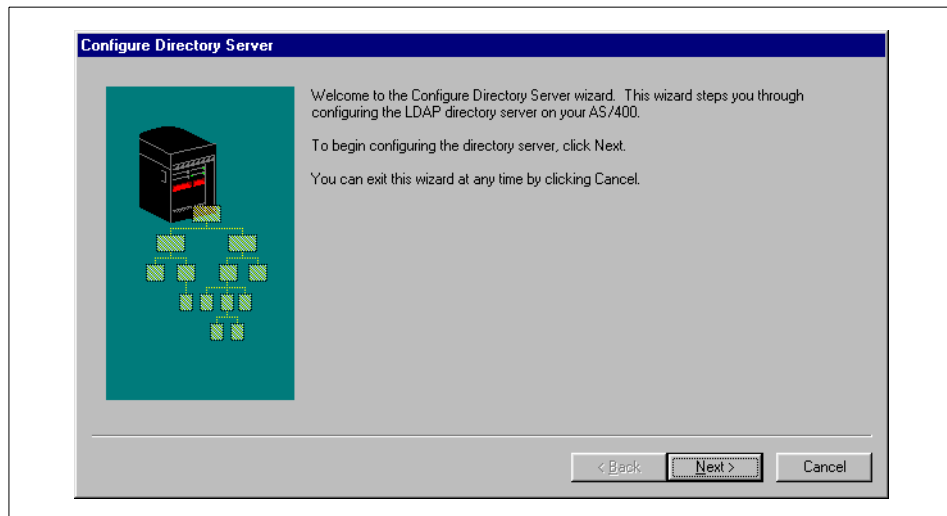 Configure Directory Server
Welcome to the Configure Directory Server wizard. This wizard steps you through
configuring the LDAP directory server on your AS/400.
To begin configuring the directory server, click Next.
You can exit this wizard at any time by clicking Cancel.
< Back
Next >
Cancel